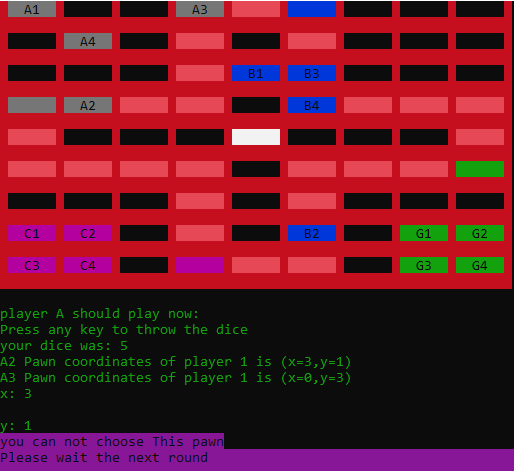 A1 A3
A4
B1 B3
A2 B4
C1 C2 B2 G1 G2
C3 C4 G3 G4
player A should play now:
Press any key to throw the dice
your dice was: 5
A2 Pawn coordinates of player 1 is (x=3,y=1)
A3 Pawn coordinates of player 1 is (x=0,y=3)
x: 3
y: 1
you can not choose This pawn
Please wait the next round